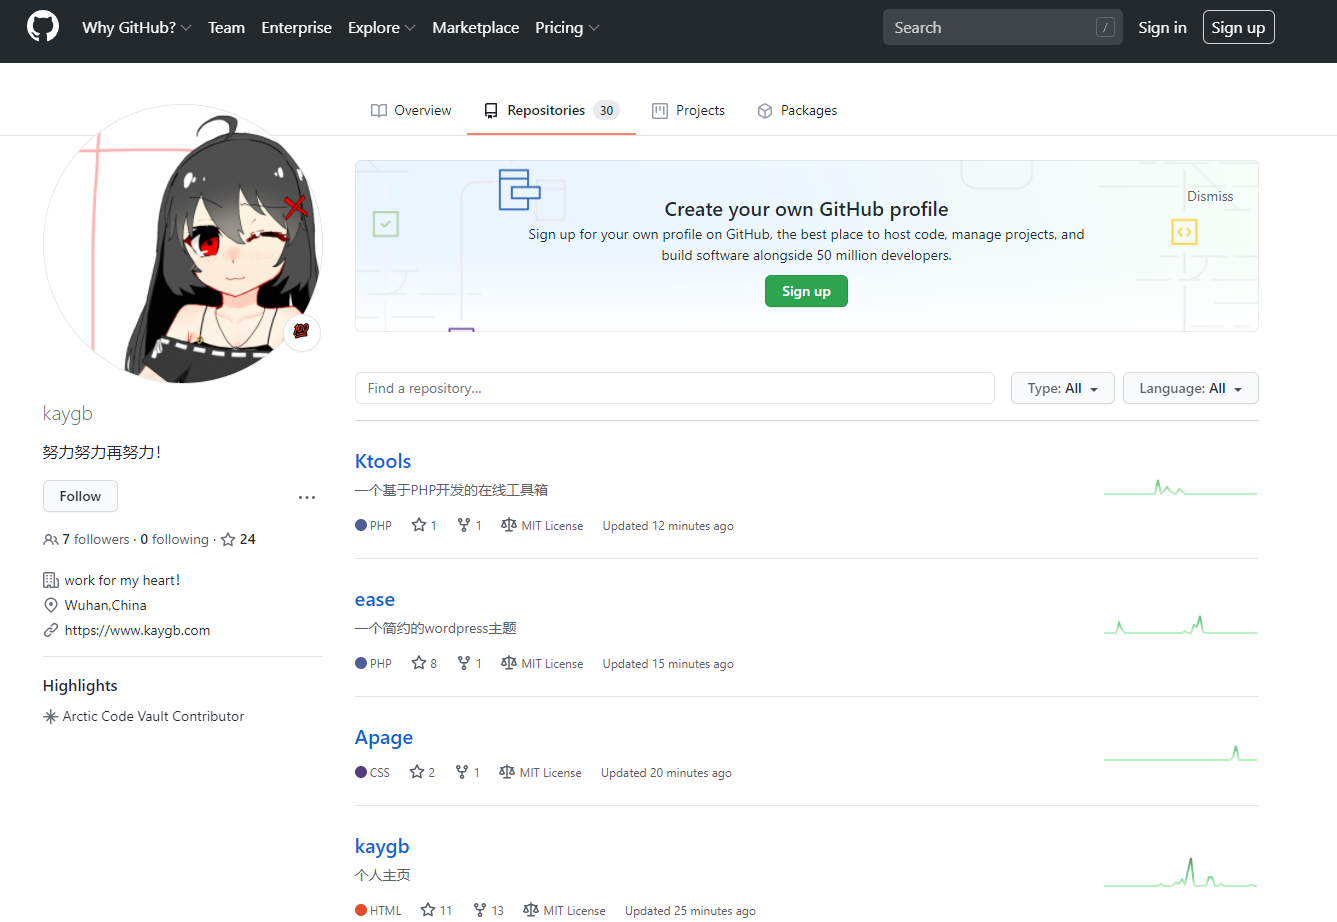 Why GitHub? Team Enterprise Explore Marketplace Pricing Search / Sign in Sign up
Overview Repositories 30 Projects Packages
Dismiss
Create your own GitHub profile
Sign up for your own profile on GitHub, the best place to host code, manage projects, and
build software alongside 50 million developers.
Sign up
💯
kaygb
努力努力再努力!
Follow
7 followers · 0 following · 24
work for my heart!
Wuhan,China
https://www.kaygb.com
Highlights
Arctic Code Vault Contributor
Find a repository... Type: All Language: All
Ktools
一个基于PHP开发的在线工具箱
PHP 1 1 MIT License Updated 12 minutes ago
ease
一个简约的wordpress主题
PHP 8 1 MIT License Updated 15 minutes ago
Apage
CSS 2 1 MIT License Updated 20 minutes ago
kaygb
个人主页
HTML 11 13 MIT License Updated 25 minutes ago